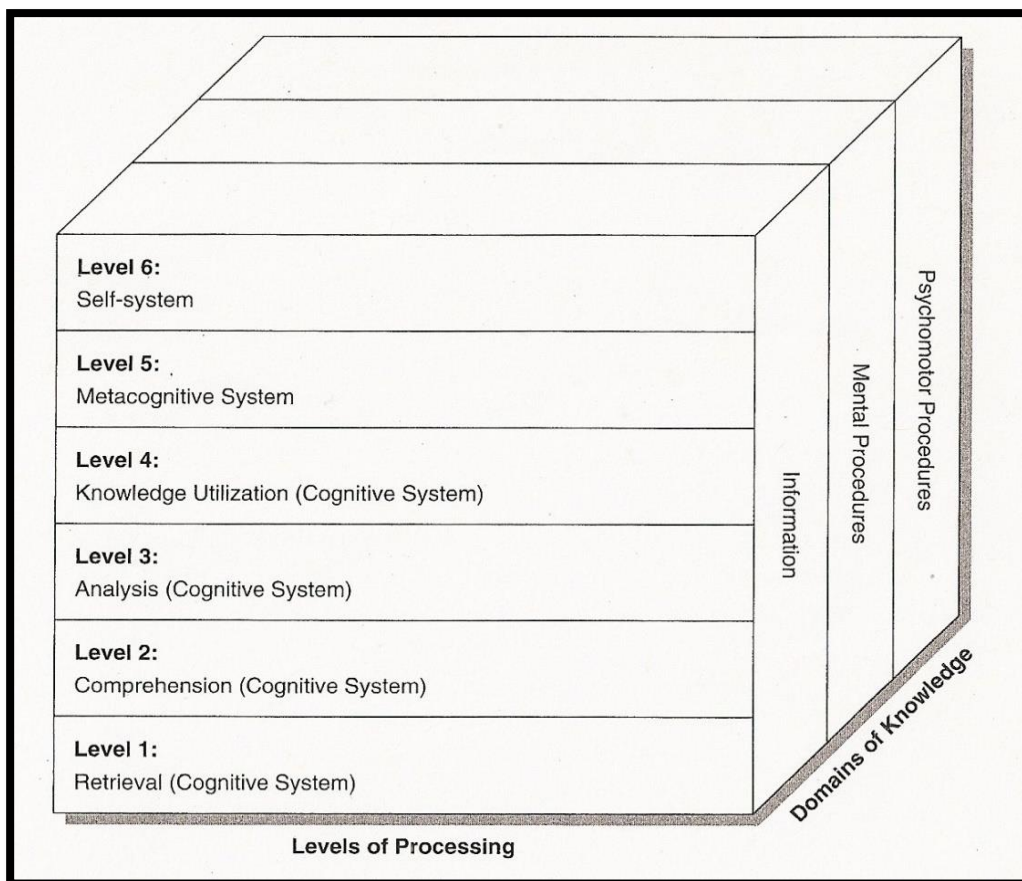 Level 6:
Self-system
Level 5:
Metacognitive System
Level 4:
Knowledge Utilization (Cognitive System)
Level 3:
Analysis (Cognitive System)
Level 2:
Comprehension (Cognitive System)
Level 1:
Retrieval (Cognitive System)
Information
Mental Procedures
Psychomotor Procedures
Levels of Processing
Domains of Knowledge